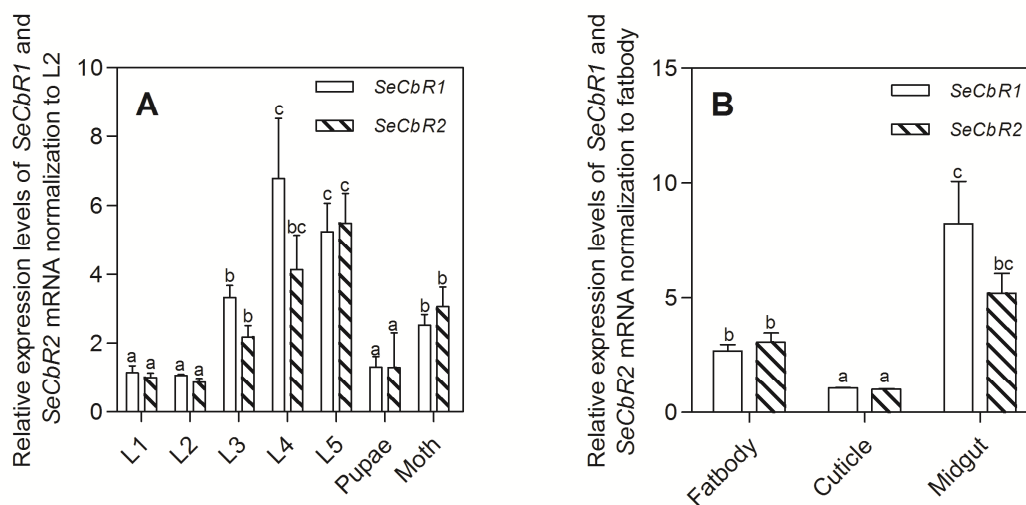 Relative expression levels of SeCbR1 and
SeCbR2 mRNA normalization to L2
A
SeCbR1
SeCbR2
10
8
6
4
2
0
a
a
a
a
b
b
c
bc
c
c
a
a
b
b
L1
L2
L3
L4
L5
Pupae
Moth
Relative expression levels of SeCbR1 and
SeCbR2 mRNA normalization to fatbody
B
SeCbR1
SeCbR2
15
10
5
0
b
b
a
a
c
bc
Fatbody
Cuticle
Midgut